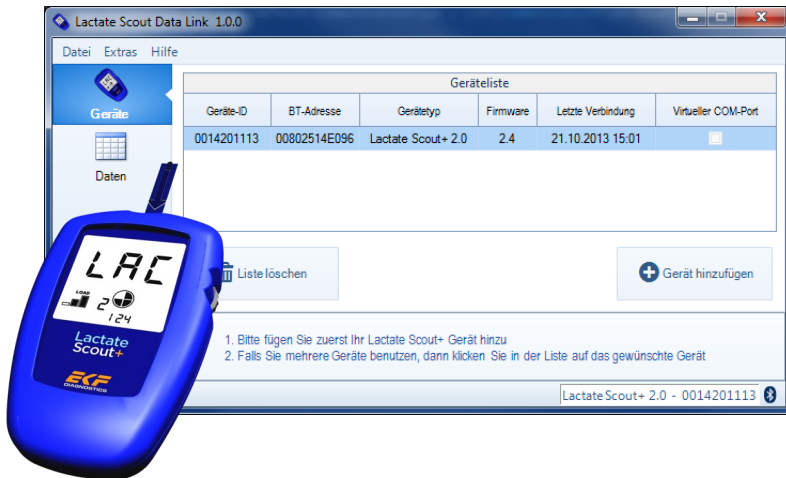 Lactate Scout Data Link 1.0.0
Datei Extras Hilfe
Geräte
Daten
Geräteliste
Geräte-ID BT-Adresse Gerätetyp Firmware Letzte Verbindung Virtueller COM-Port
0014201113 00802514E096 Lactate Scout+ 2.0 2.4 21.10.2013 15:01
Liste löschen
Gerät hinzufügen
1. Bitte fügen Sie zuerst Ihr Lactate Scout+ Gerät hinzu
2. Falls Sie mehrere Geräte benutzen, dann klicken Sie in der Liste auf das gewünschte Gerät
Lactate Scout+ 2.0 - 0014201113
LAC
LOAD
2
124
Lactate
Scout+
EKF
DIAGNOSTICS